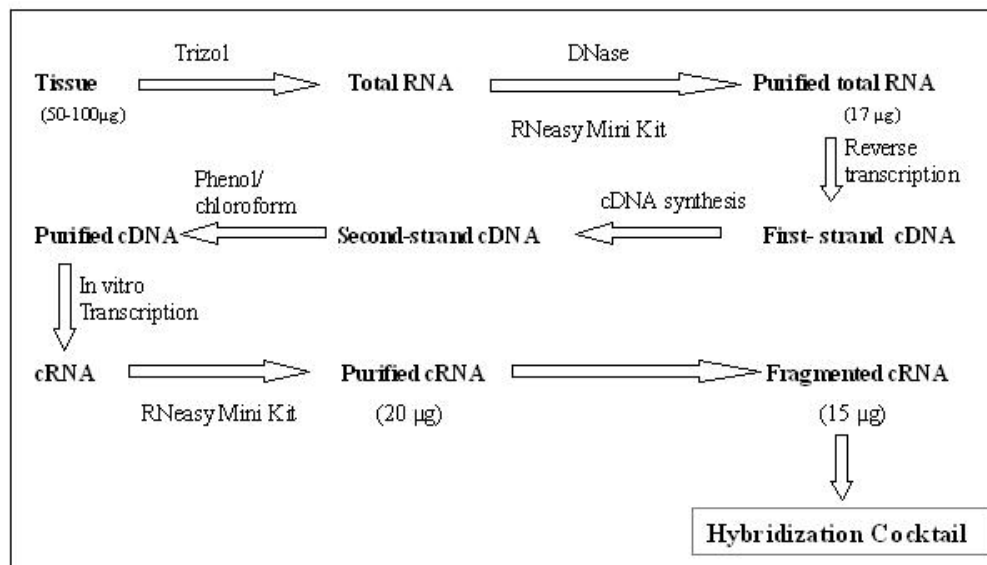 Trizol
DNase
Tissue
Total RNA
Purified total RNA
(50-100µg)
RNeasy Mini Kit
(17 µg)
Reverse
transcription
Phenol/
chloroform
cDNA synthesis
Purified cDNA
Second-strand cDNA
First- strand cDNA
In vitro
Transcription
cRNA
Purified cRNA
Fragmented cRNA
RNeasy Mini Kit
(20 µg)
(15 µg)
Hybridization Cocktail